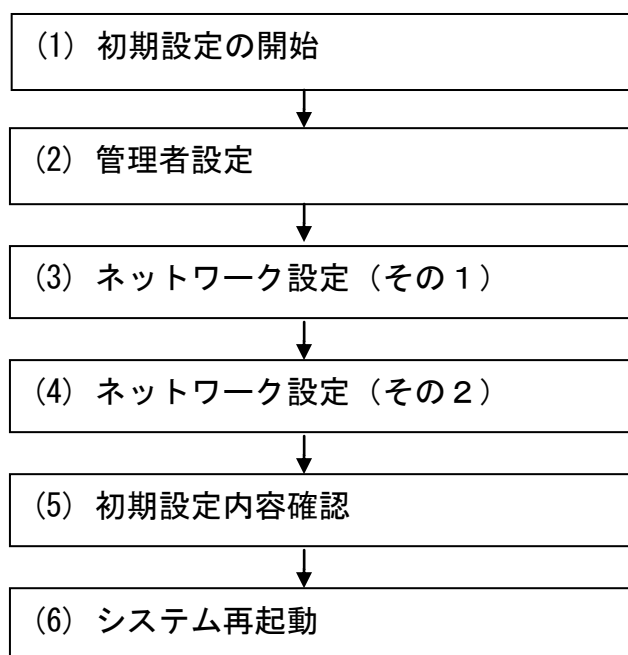 (1) 初期設定の開始
(2) 管理者設定
(3) ネットワーク設定（その１）
(4) ネットワーク設定（その２）
(5) 初期設定内容確認
(6) システム再起動